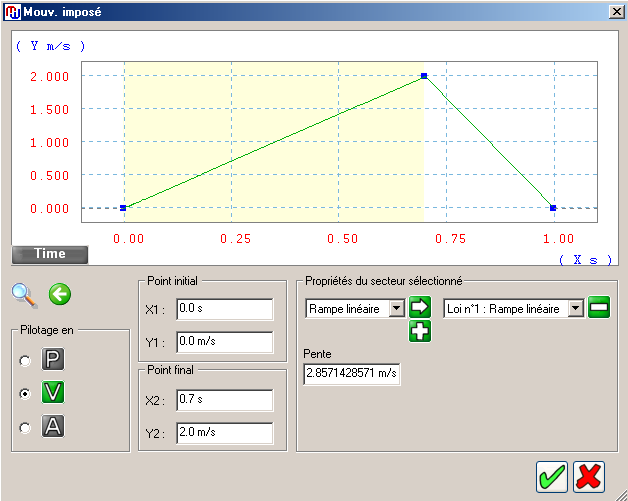 Mouv. imposé
( Y m/s )
2.000
1.500
1.000
0.500
0.000
0.00 0.25 0.50 0.75 1.00
Time
( X s )
Point initial
X1 : 0.0 s
Y1 : 0.0 m/s
Point final
X2 : 0.7 s
Y2 : 2.0 m/s
Pilotage en
P
V
A
Propriétés du secteur sélectionné
Rampe linéaire Loi n°1 : Rampe linéaire
Pente
2.8571428571 m/s